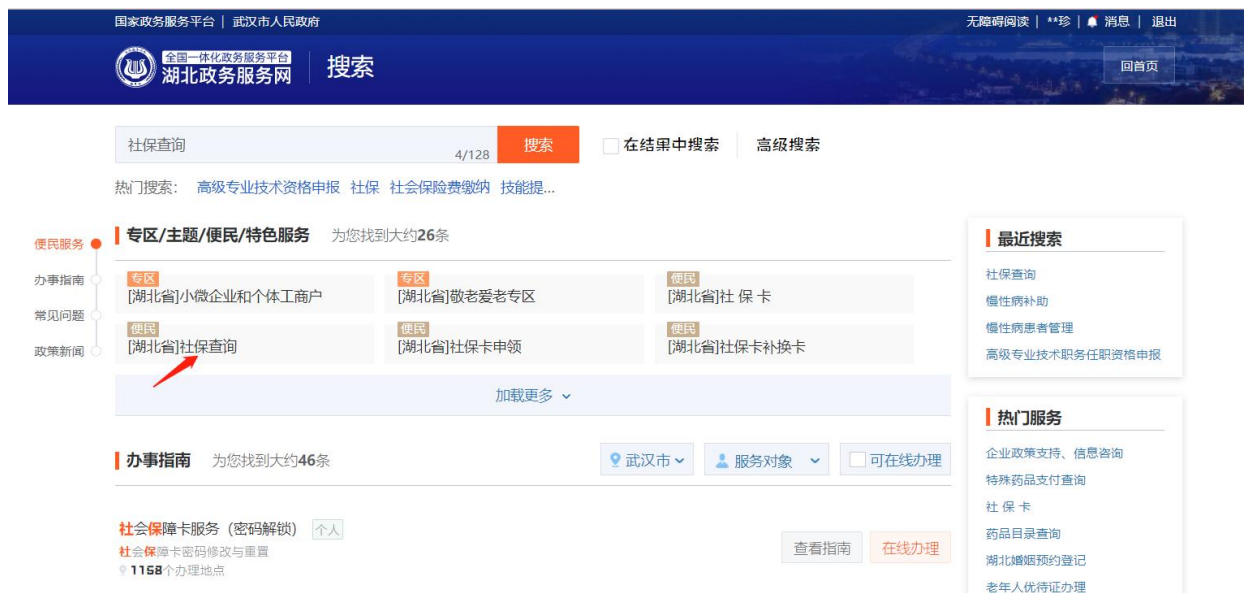 国家政务服务平台 | 武汉市人民政府
无障碍阅读 | **珍 | 消息 | 退出
全国一体化政务服务平台
湖北政务服务网
搜索
回首页
社保查询
4/128
搜索
在结果中搜索
高级搜索
热门搜索: 高级专业技术资格申报 社保 社会保险费缴纳 技能提...
便民服务
办事指南
常见问题
政策新闻
专区/主题/便民/特色服务 为您找到大约26条
专区
[湖北省]小微企业和个体工商户
专区
[湖北省]敬老爱老专区
便民
[湖北省]社 保 卡
便民
[湖北省]社保查询
便民
[湖北省]社保卡申领
便民
[湖北省]社保卡补换卡
加载更多
办事指南 为您找到大约46条
武汉市
服务对象
可在线办理
社会保障卡服务（密码解锁） 个人
社会保障卡密码修改与重置
1158个办理地点
查看指南
在线办理
最近搜索
社保查询
慢性病补助
慢性病患者管理
高级专业技术职务任职资格申报
热门服务
企业政策支持、信息咨询
特殊药品支付查询
社 保 卡
药品目录查询
湖北婚姻预约登记
老年人优待证办理